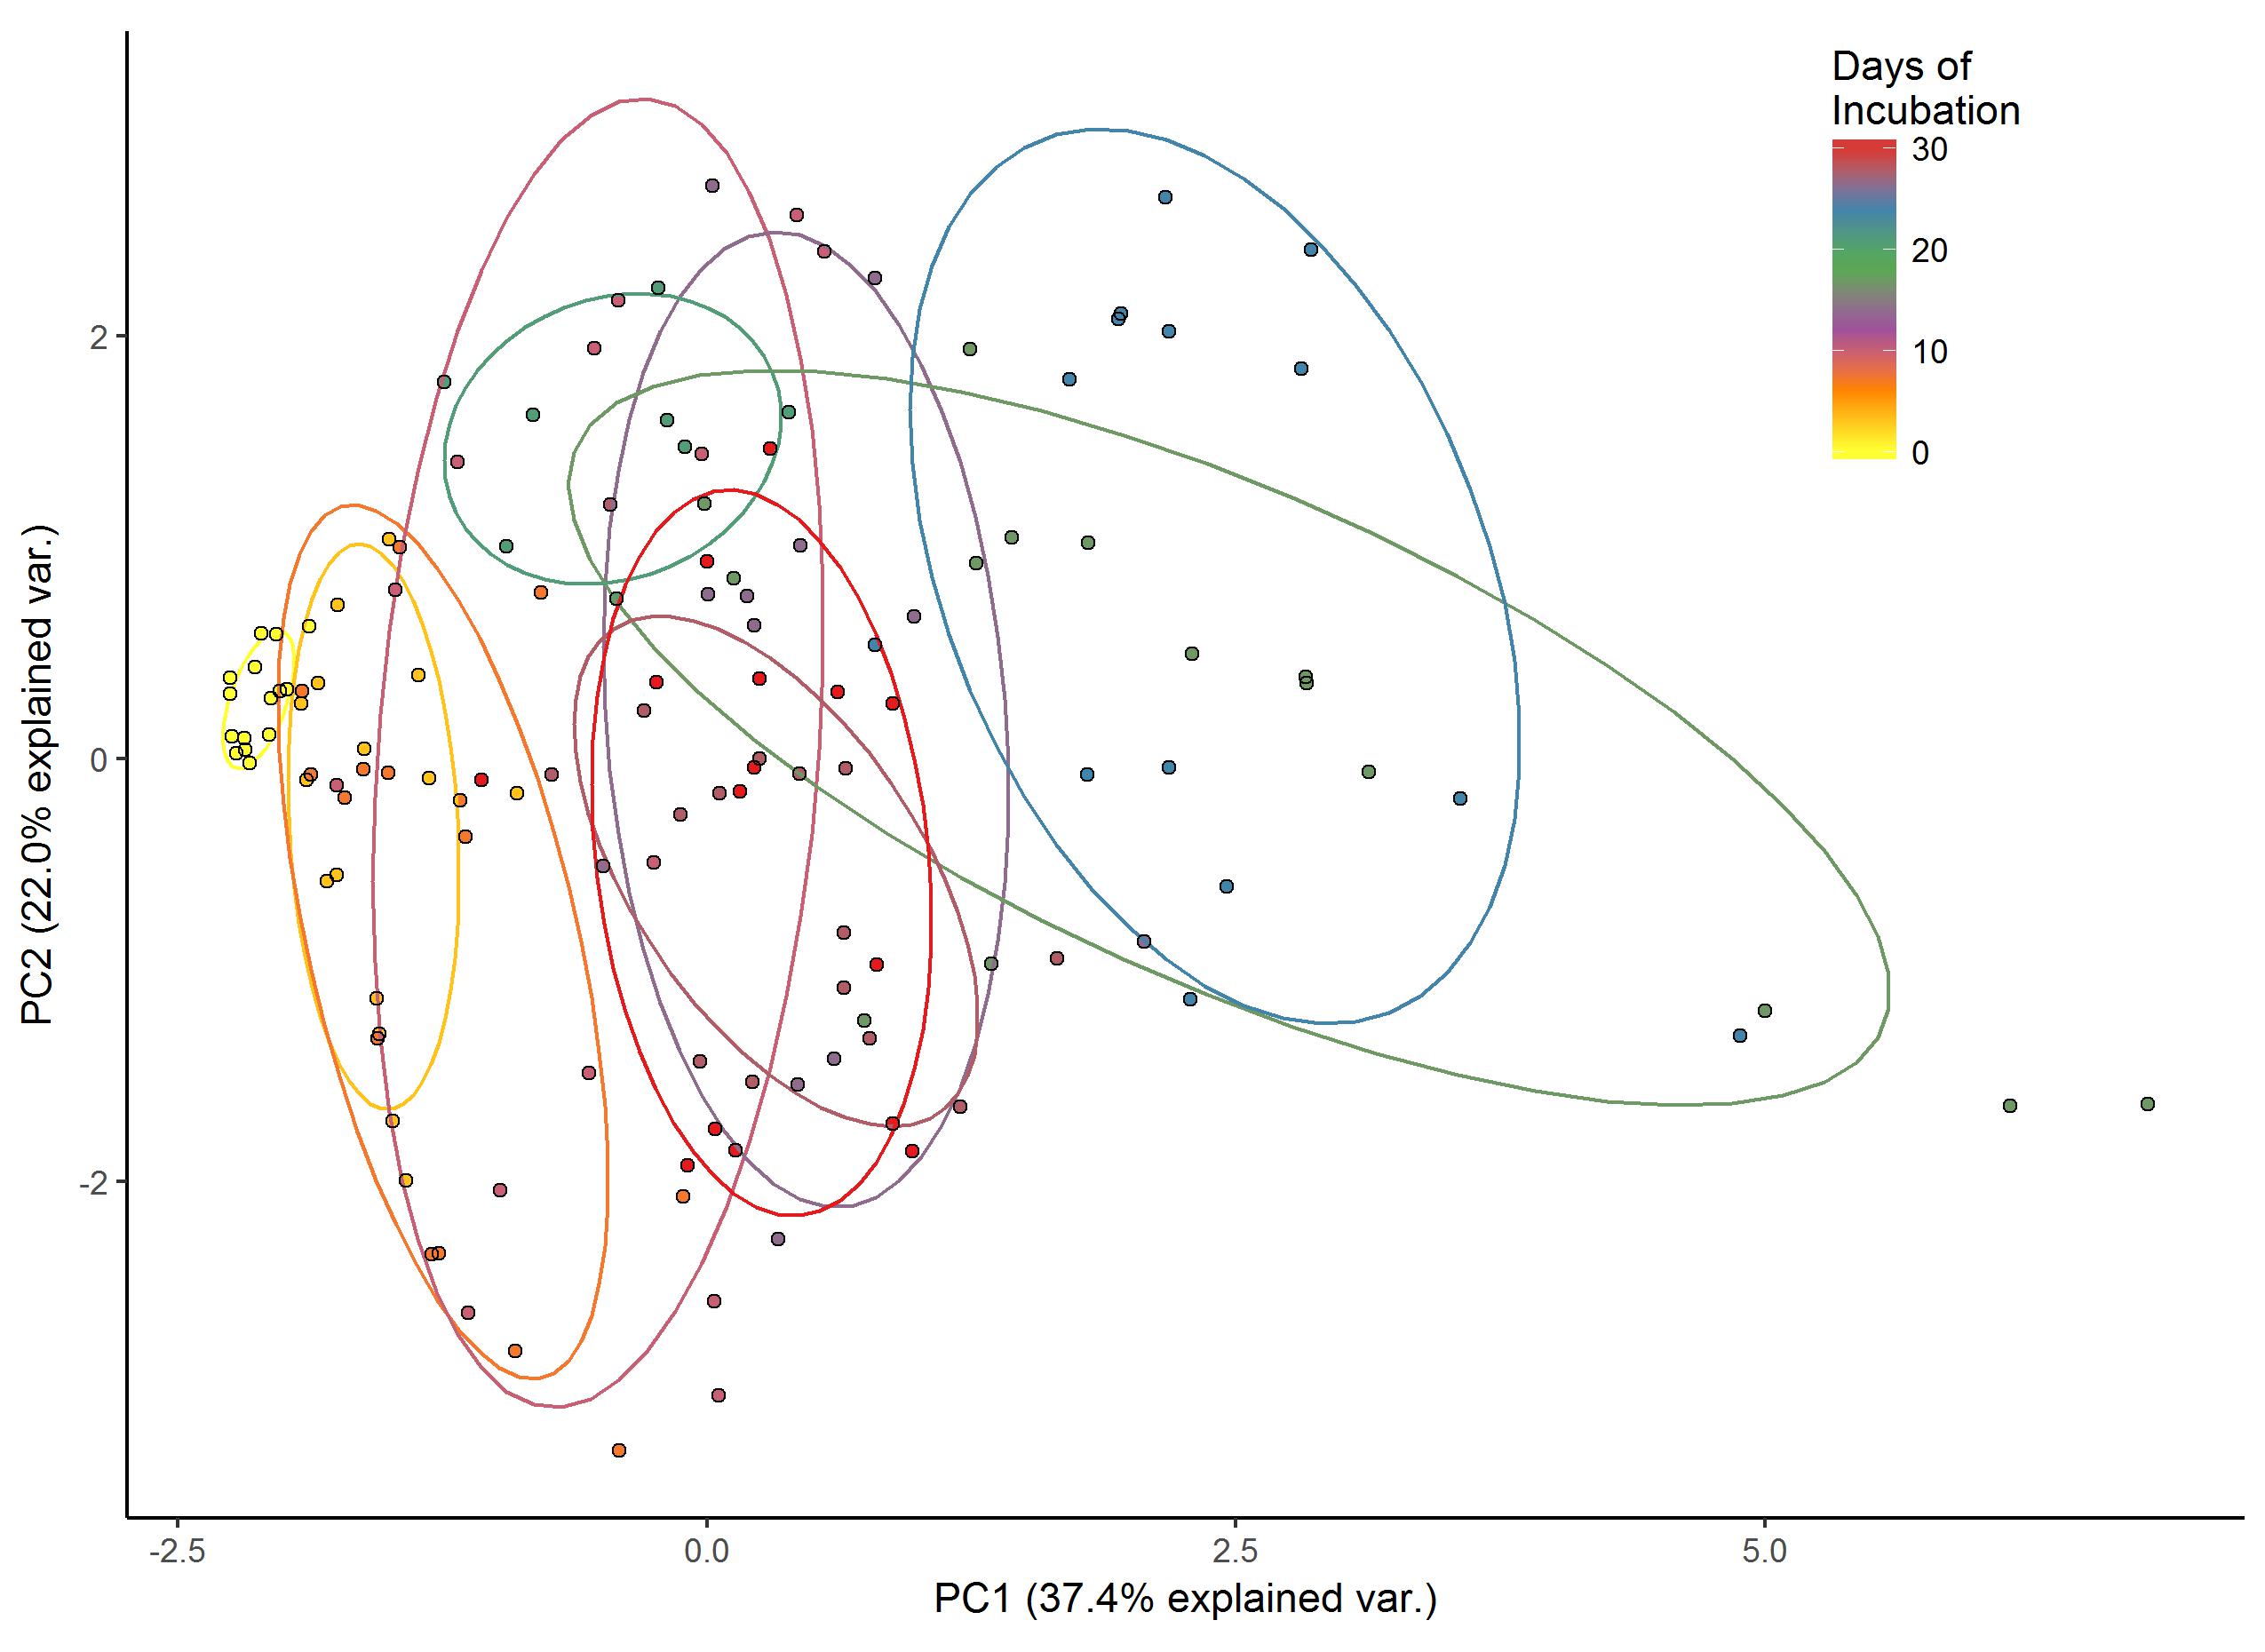 Days of
Incubation
30
20
10
0
2
0
-2
PC2 (22.0% explained var.)
-2.5
0.0
2.5
5.0
PC1 (37.4% explained var.)